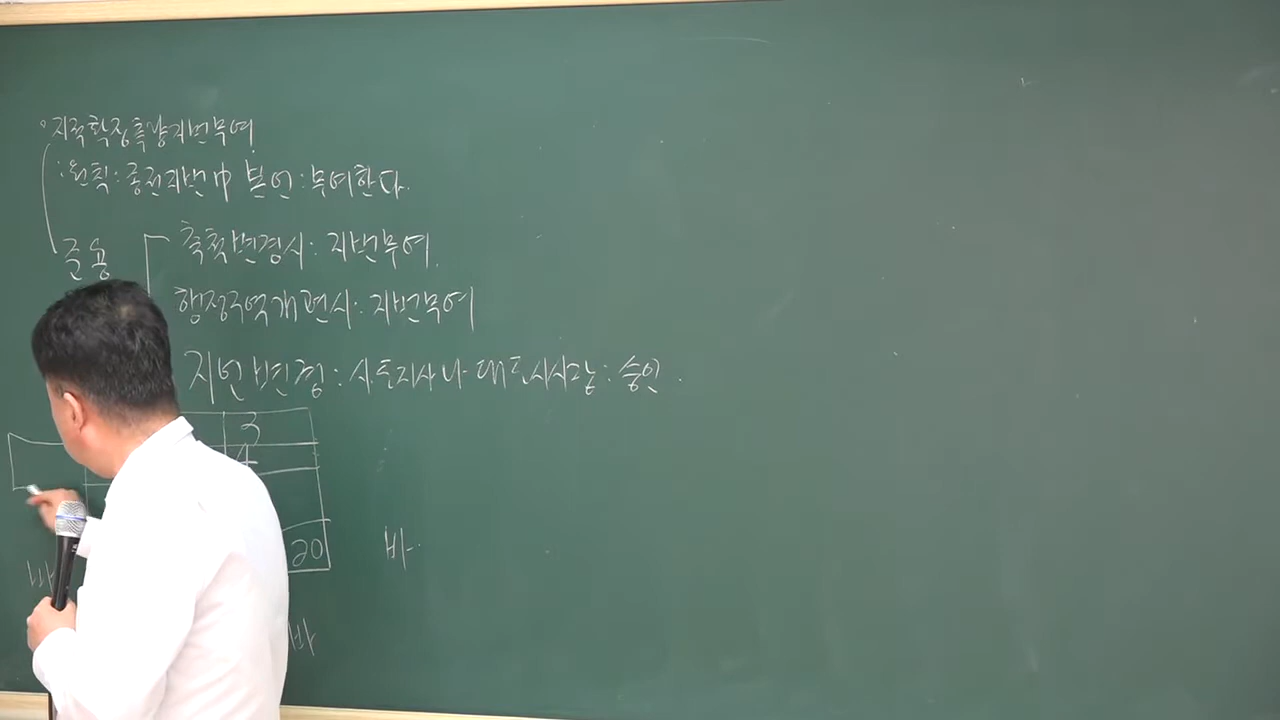 지적확정측량지번부여.
:원칙: 종전지번中 본번:부여한다.
준용
축척변경시: 지번부여.
행정구역개편시: 지번부여
지번변경: 시.도지사나 대도시시장: 승인.
3
4
20
바
바
바